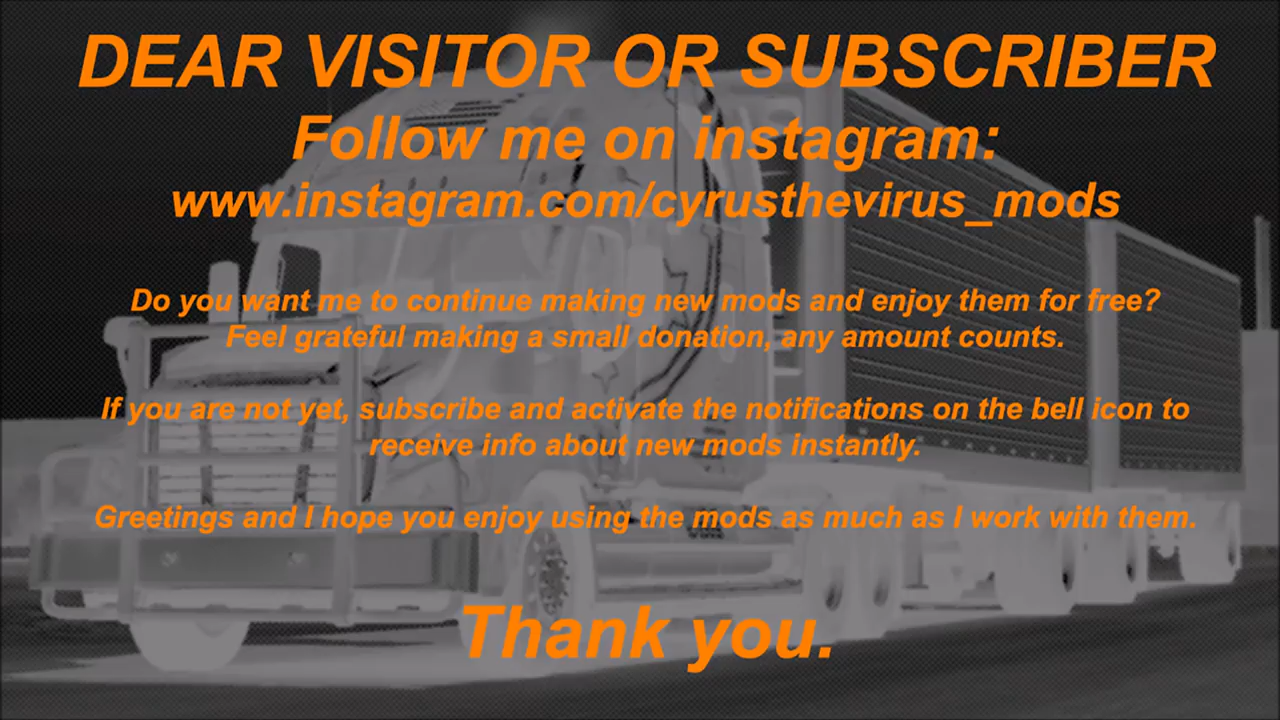 DEAR VISITOR OR SUBSCRIBER
Follow me on instagram:
www.instagram.com/cyrusthevirus_mods
Do you want me to continue making new mods and enjoy them for free?
Feel grateful making a small donation, any amount counts.
If you are not yet, subscribe and activate the notifications on the bell icon to
receive info about new mods instantly.
Greetings and I hope you enjoy using the mods as much as I work with them.
Thank you.